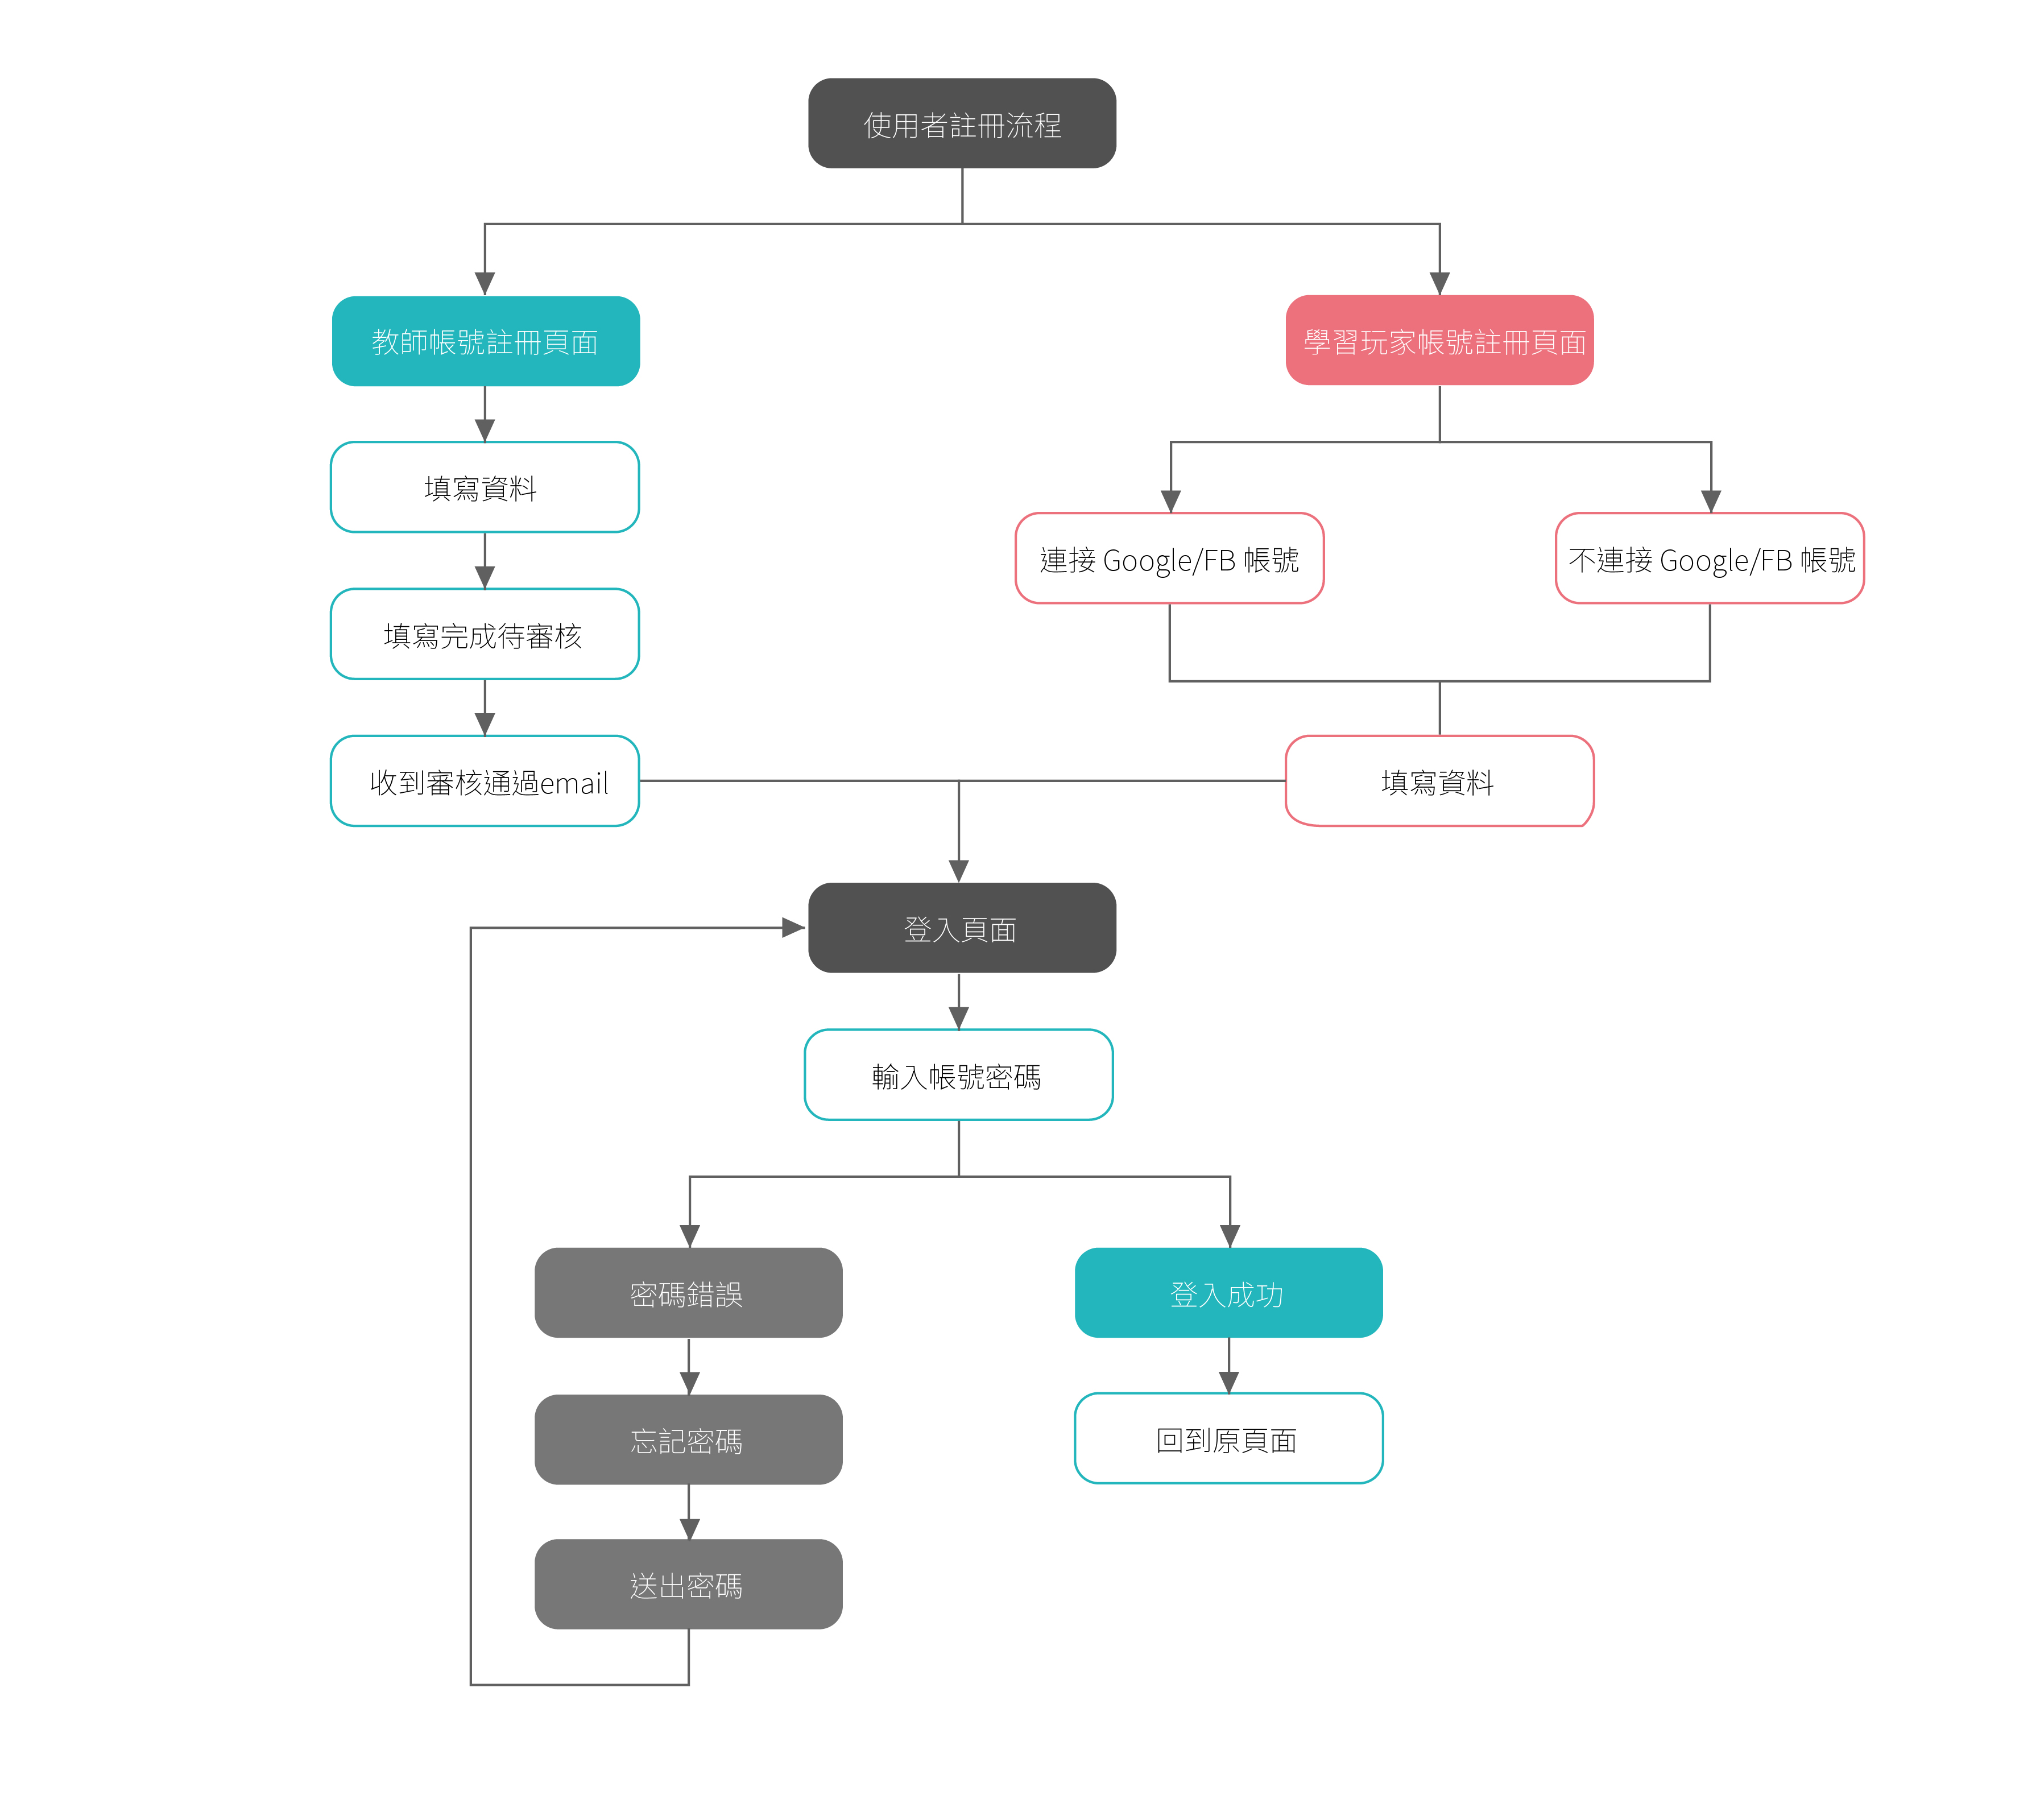 使用者註冊流程
教師帳號註冊頁面
學習玩家帳號註冊頁面
填寫資料
連接 Google/FB 帳號
不連接 Google/FB 帳號
填寫完成待審核
收到審核通過email
填寫資料
登入頁面
輸入帳號密碼
密碼錯誤
登入成功
忘記密碼
回到原頁面
送出密碼